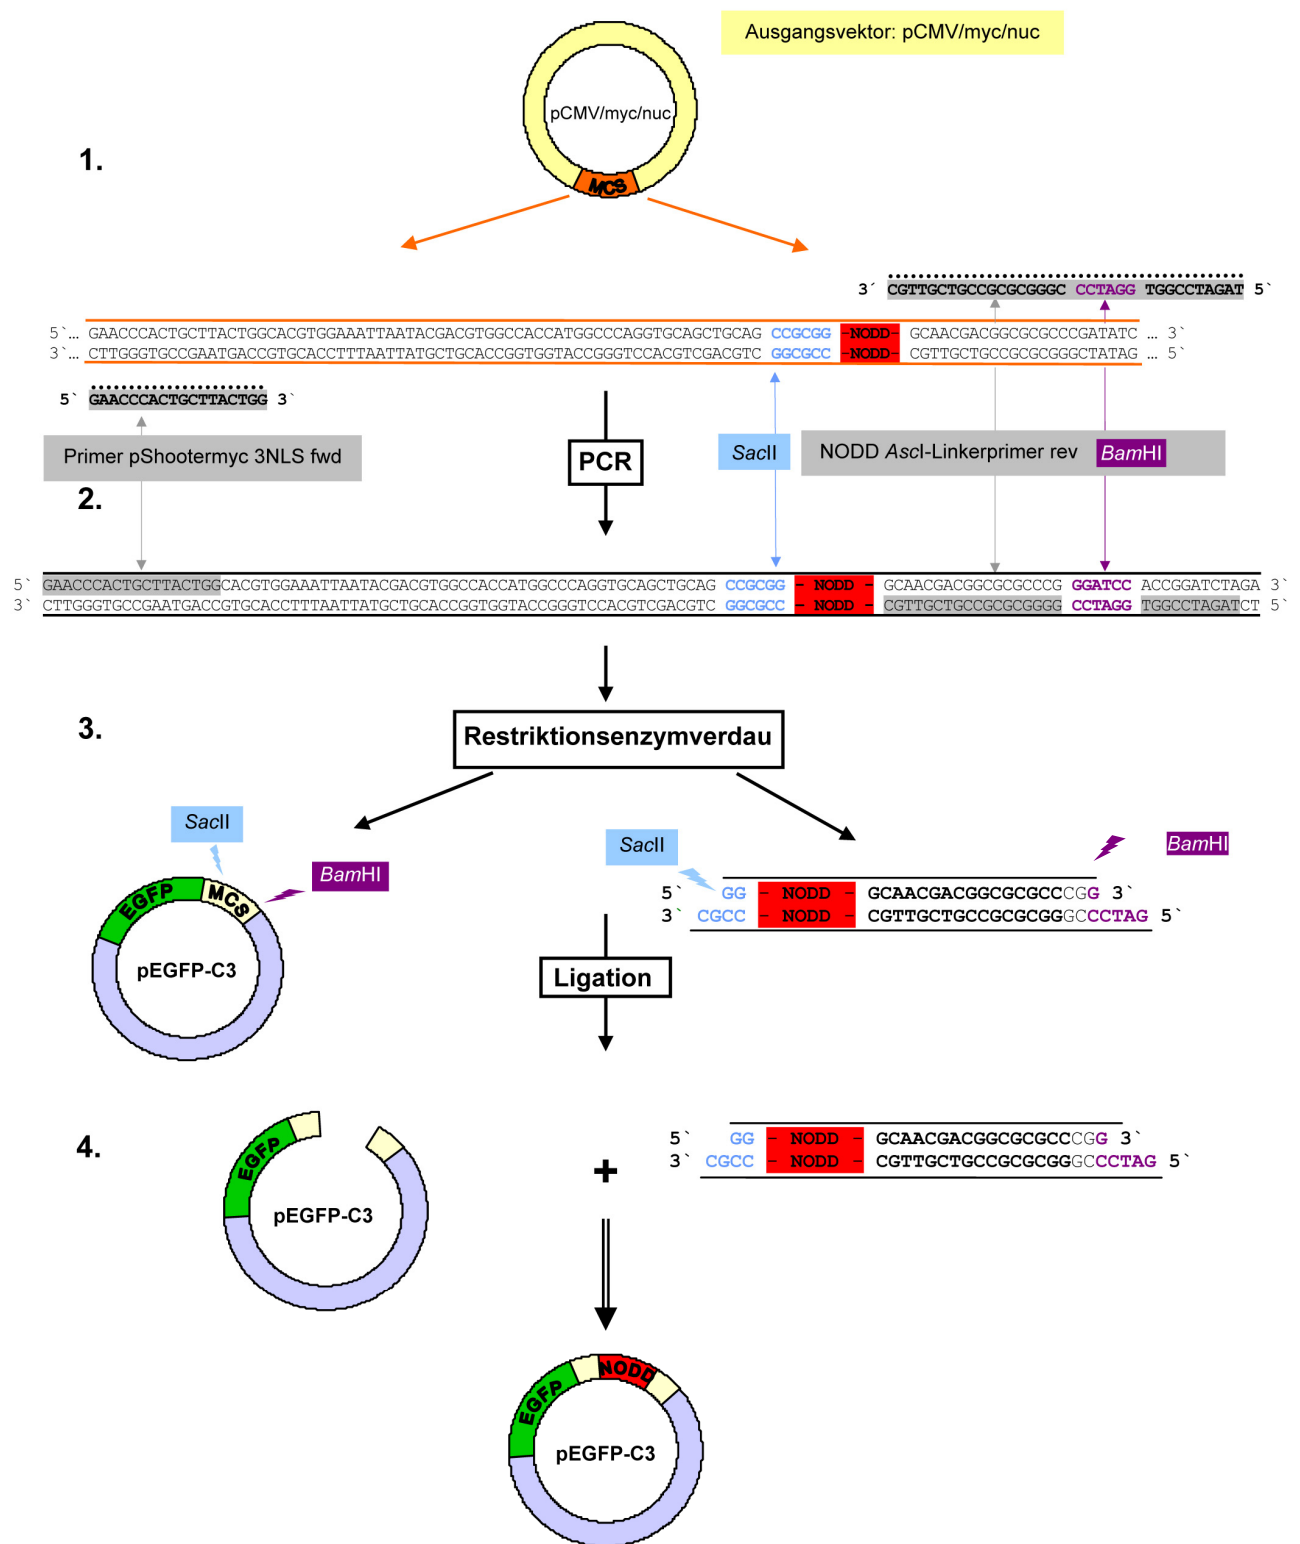 Ausgangsvektor: pCMV/myc/nuc
pCMV/myc/nuc
1.
MCS
3´ CGTTGCTGCCGCGCGGGC CCTAGG TGGCCTAGAT 5`
5`… GAACCCACTGCTTACTGGCACGTGGAAATTAATACGACGTGGCCACCATGGCCCAGGTGCAGCTGCAG CCGCGG -NODD- GCAACGACGGCGCGCCCGATATC … 3`
3`… CTTGGGTGCCGAATGACCGTGCACCTTTAATTATGCTGCACCGGTGGTACCGGGTCCACGTCGACGTC GGCGCC -NODD- CGTTGCTGCCGCGCGGGCTATAG … 5`
5` GAACCCACTGCTTACTGG 3`
Primer pShootermyc 3NLS fwd
PCR
SacII
NODD AscI-Linkerprimer rev BamHI
2.
5` GAACCCACTGCTTACTGGCACGTGGAAATTAATACGACGTGGCCACCATGGCCCAGGTGCAGCTGCAG CCGCGG - NODD - GCAACGACGGCGCGCCCG GGATCC ACCGGATCTAGA 3`
3` CTTGGGTGCCGAATGACCGTGCACCTTTAATTATGCTGCACCGGTGGTACCGGGTCCACGTCGACGTC GGCGCC - NODD - CGTTGCTGCCGCGCGGGG CCTAGG TGGCCTAGATCT 5`
3.
Restriktionsenzymverdau
SacII
BamHI
EGFP
MCS
pEGFP-C3
SacII
BamHI
5` GG - NODD - GCAACGACGGCGCGCCCGG 3`
3` CGCC - NODD - CGTTGCTGCCGCGCGGGCCCTAG 5`
Ligation
4.
EGFP
pEGFP-C3
+
5` GG - NODD - GCAACGACGGCGCGCCCGG 3`
3` CGCC - NODD - CGTTGCTGCCGCGCGGGCCCTAG 5`
EGFP
NODD
pEGFP-C3